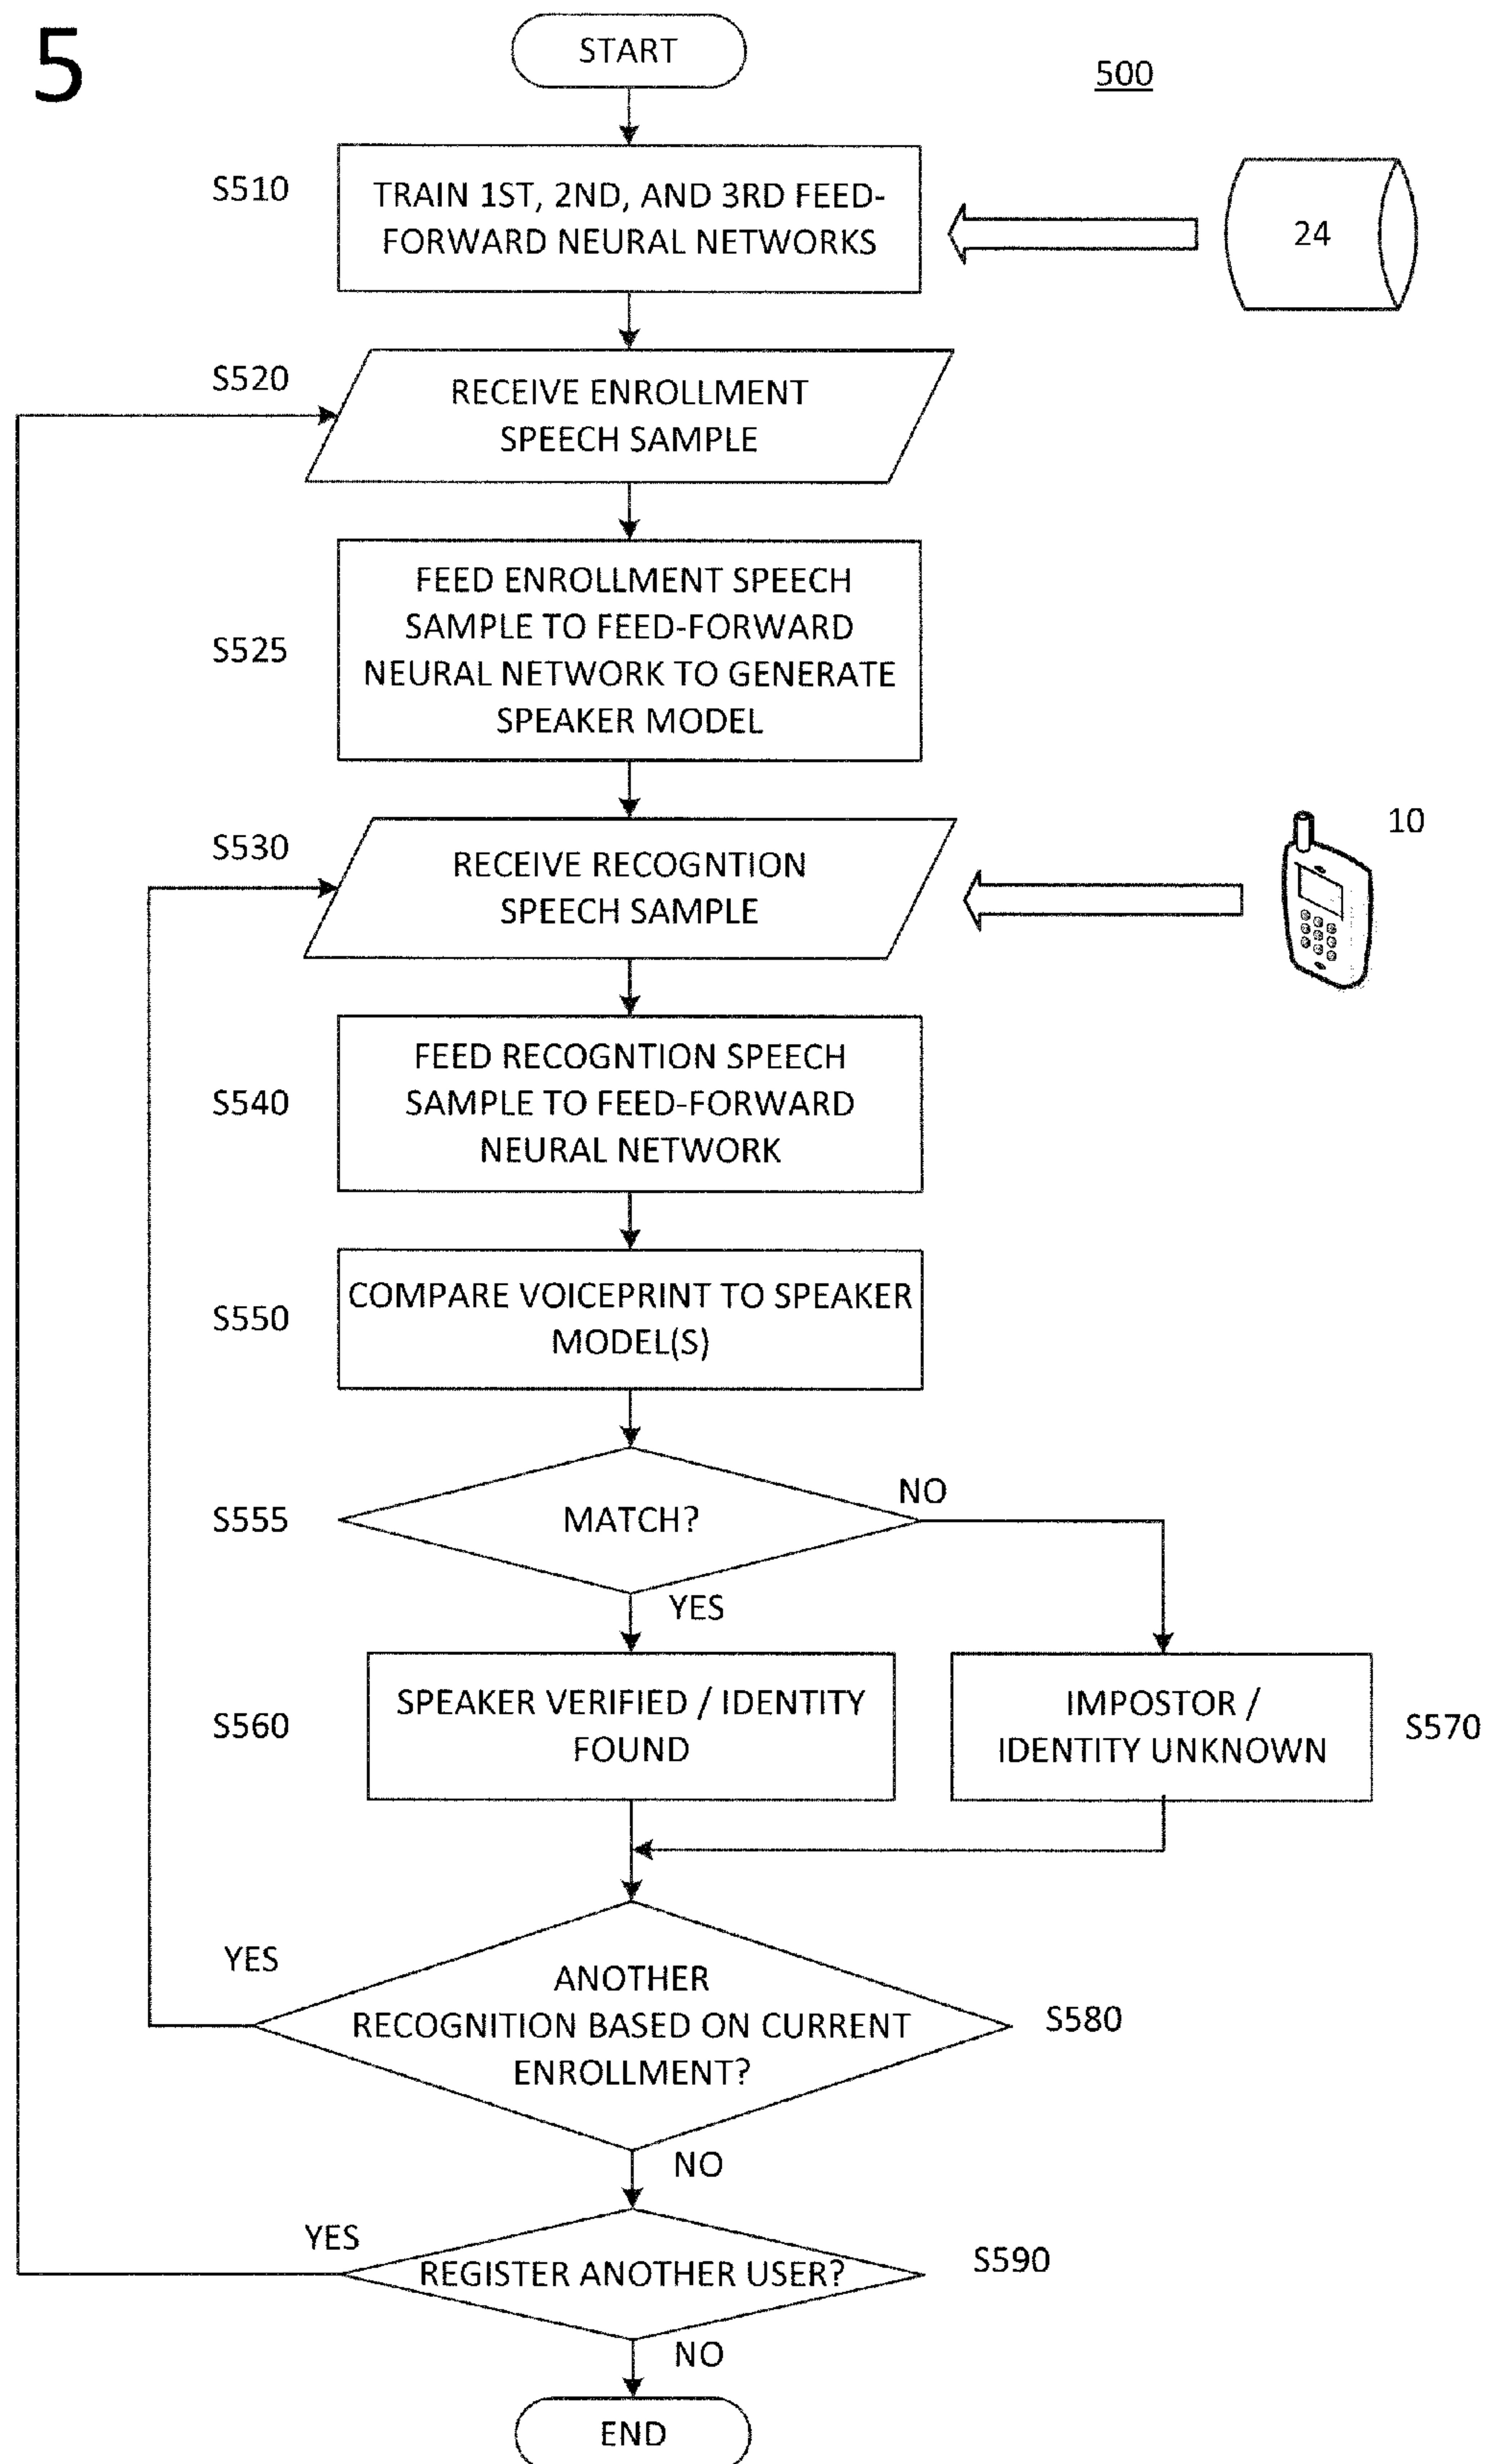 5
START
500
S510
TRAIN 1ST, 2ND, AND 3RD FEED-
FORWARD NEURAL NETWORKS
24
S520
RECEIVE ENROLLMENT
SPEECH SAMPLE
S525
FEED ENROLLMENT SPEECH
SAMPLE TO FEED-FORWARD
NEURAL NETWORK TO GENERATE
SPEAKER MODEL
S530
RECEIVE RECOGNTION
SPEECH SAMPLE
10
S540
FEED RECOGNTION SPEECH
SAMPLE TO FEED-FORWARD
NEURAL NETWORK
S550
COMPARE VOICEPRINT TO SPEAKER
MODEL(S)
S555
MATCH?
NO
YES
S560
SPEAKER VERIFIED / IDENTITY
FOUND
IMPOSTOR /
IDENTITY UNKNOWN
S570
YES
ANOTHER
RECOGNITION BASED ON CURRENT
ENROLLMENT?
S580
NO
YES
REGISTER ANOTHER USER?
S590
NO
END